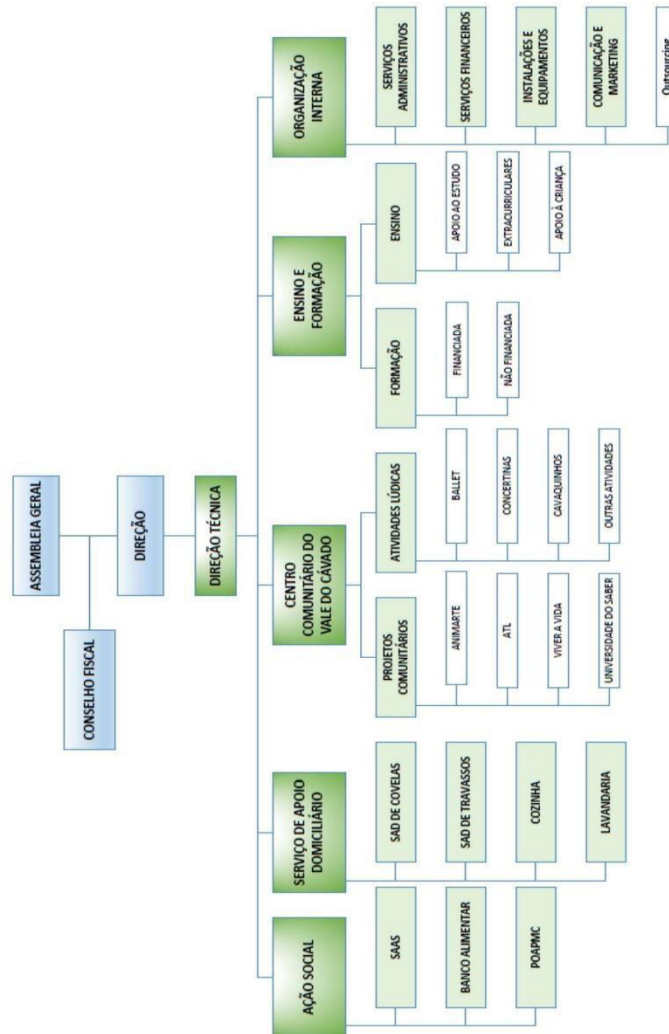 ASSEMBLEIA GERAL
CONSELHO FISCAL
DIREÇÃO
DIREÇÃO TÉCNICA
AÇÃO SOCIAL
SAAS
BANCO ALIMENTAR
POAPMC
SERVIÇO DE APOIO
DOMICILIÁRIO
SAD DE COVELAS
SAD DE TRAVASSOS
COZINHA
LAVANDARIA
CENTRO
COMUNITÁRIO DO
VALE DO CÁVADO
PROJETOS
COMUNITÁRIOS
ANIMARTE
ATL
VIVER A VIDA
UNIVERSIDADE DO SABER
ATIVIDADES LÚDICAS
BALLET
CONCERTINAS
CAVAQUINHOS
OUTRAS ATIVIDADES
ENSINO E
FORMAÇÃO
FORMAÇÃO
FINANCIADA
NÃO FINANCIADA
ENSINO
APOIO AO ESTUDO
EXTRACURRICULARES
APOIO À CRIANÇA
ORGANIZAÇÃO
INTERNA
SERVIÇOS
ADMINISTRATIVOS
SERVIÇOS FINANCEIROS
INSTALAÇÕES E
EQUIPAMENTOS
COMUNICAÇÃO E
MARKETING
Outsourcing